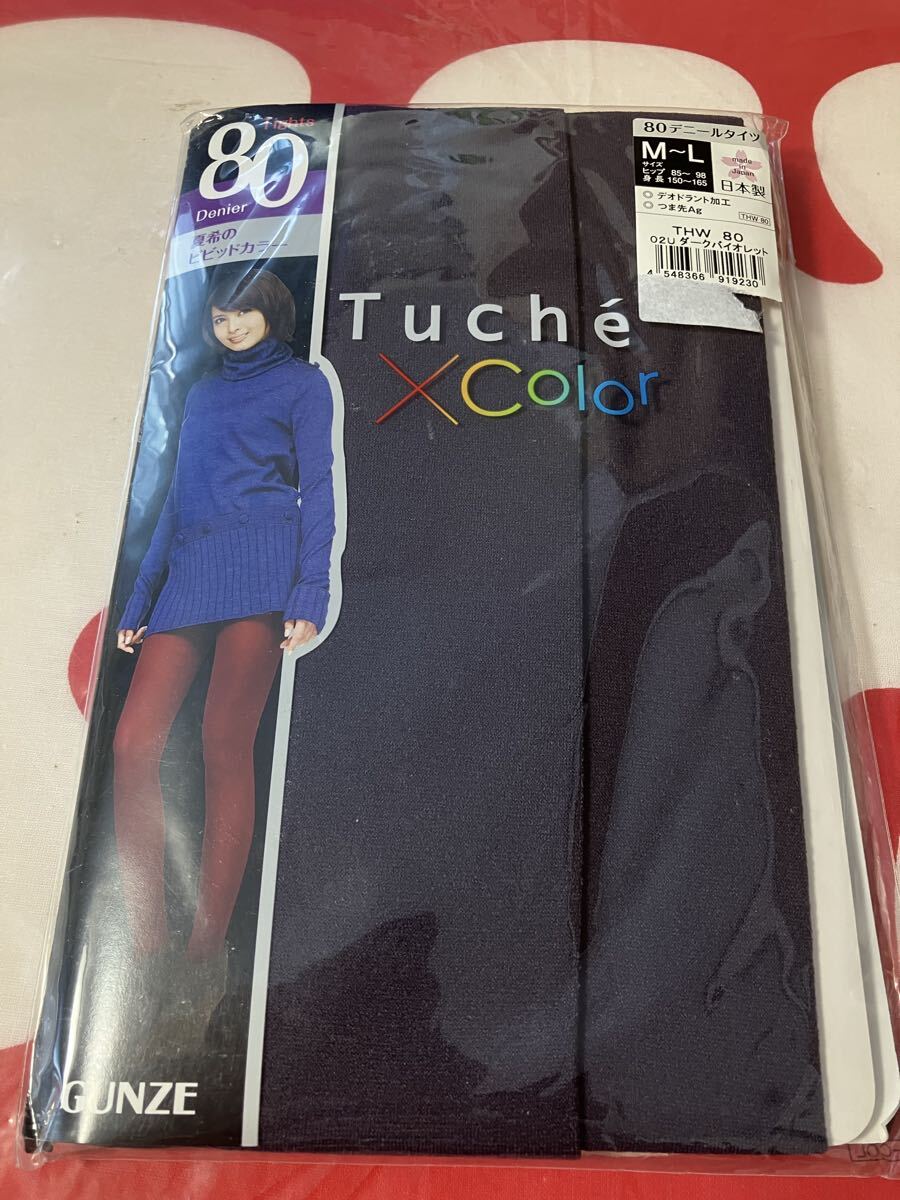 Tights
80
Denier
夏希の
ビビッドカラー
Tuché
×Color
GUNZE
80デニールタイツ
M~L
サイズ
ヒップ 85~ 98
身長 150~165
made in Japan
日本製
◎ デオドラント加工
◎ つま先Ag
THW 80
THW 80
02U ダークバイオレット
4 548366 919230